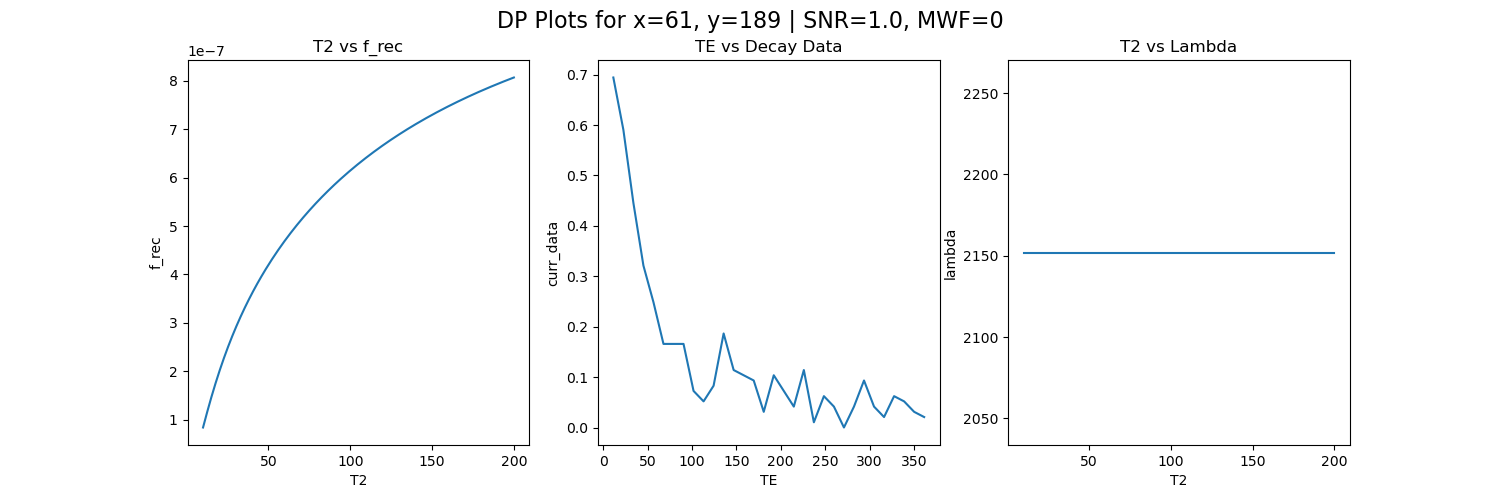 DP Plots for x=61, y=189 | SNR=1.0, MWF=0
T2 vs f_rec
1e−7
8
7
6
5
4
3
2
1
f_rec
50 100 150 200
T2
TE vs Decay Data
0.7
0.6
0.5
0.4
0.3
0.2
0.1
0.0
curr_data
0 50 100 150 200 250 300 350
TE
T2 vs Lambda
2250
2200
2150
2100
2050
lambda
50 100 150 200
T2